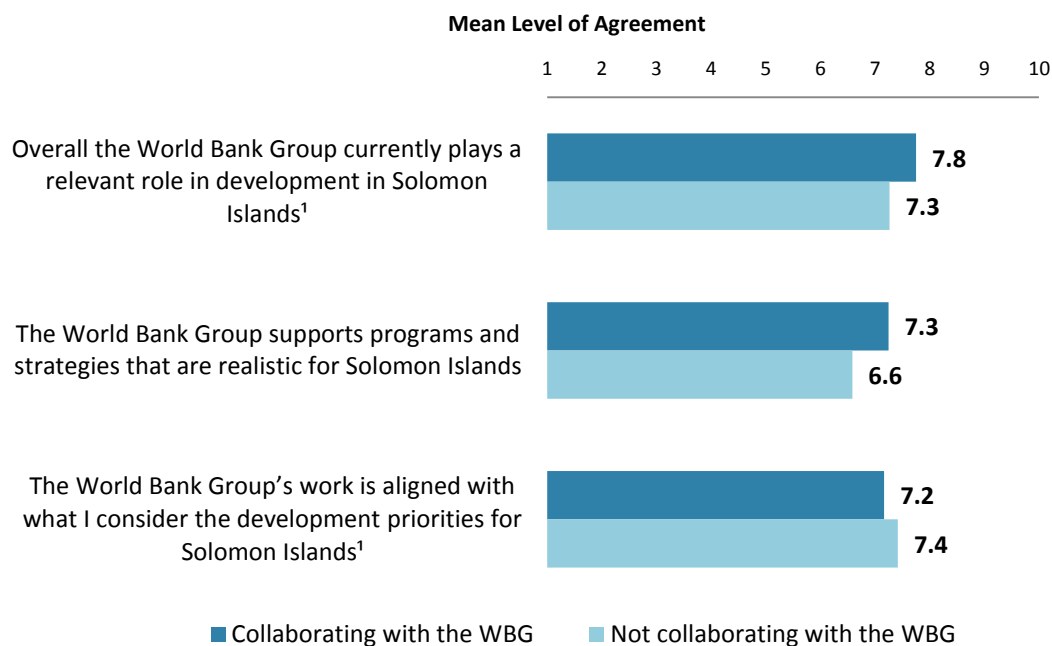 Mean Level of Agreement
1 2 3 4 5 6 7 8 9 10
Overall the World Bank Group currently plays a
relevant role in development in Solomon
Islands¹
7.8
7.3
The World Bank Group supports programs and
strategies that are realistic for Solomon Islands
7.3
6.6
The World Bank Group’s work is aligned with
what I consider the development priorities for
Solomon Islands¹
7.2
7.4
Collaborating with the WBG Not collaborating with the WBG